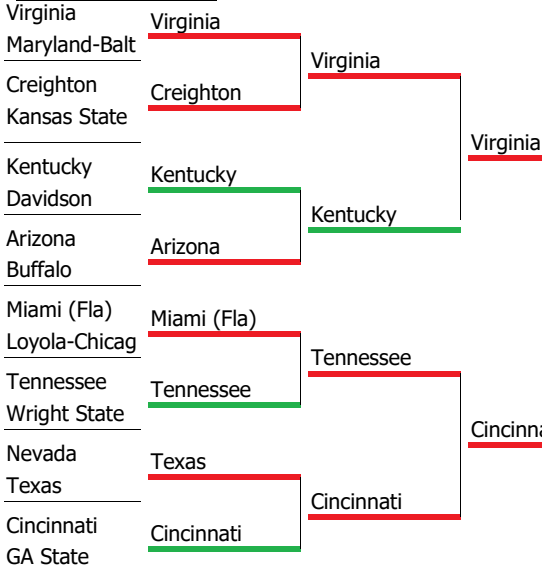 Virginia
Maryland-Balt
Creighton
Kansas State
Kentucky
Davidson
Arizona
Buffalo
Miami (Fla)
Loyola-Chicag
Tennessee
Wright State
Nevada
Texas
Cincinnati
GA State
Virginia
Creighton
Kentucky
Arizona
Miami (Fla)
Tennessee
Texas
Cincinnati
Virginia
Kentucky
Tennessee
Cincinnati
Virginia
Cincinna